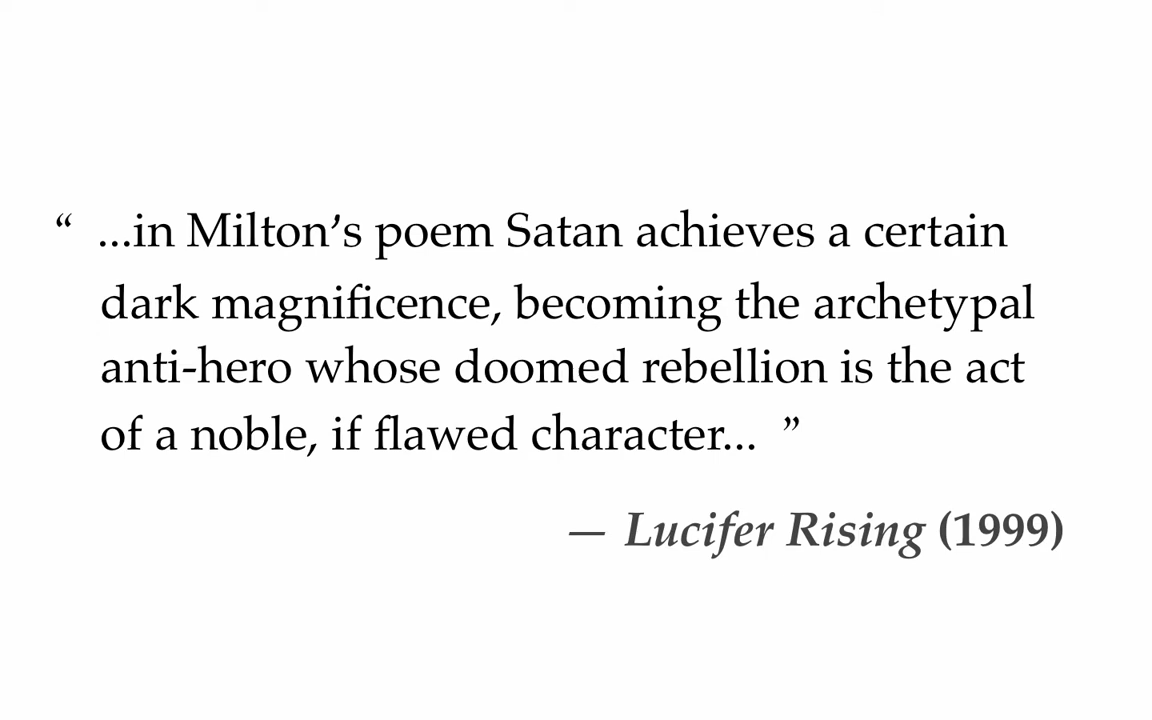 “ ...in Milton’s poem Satan achieves a certain
dark magnificence, becoming the archetypal
anti-hero whose doomed rebellion is the act
of a noble, if flawed character... ”
— Lucifer Rising (1999)